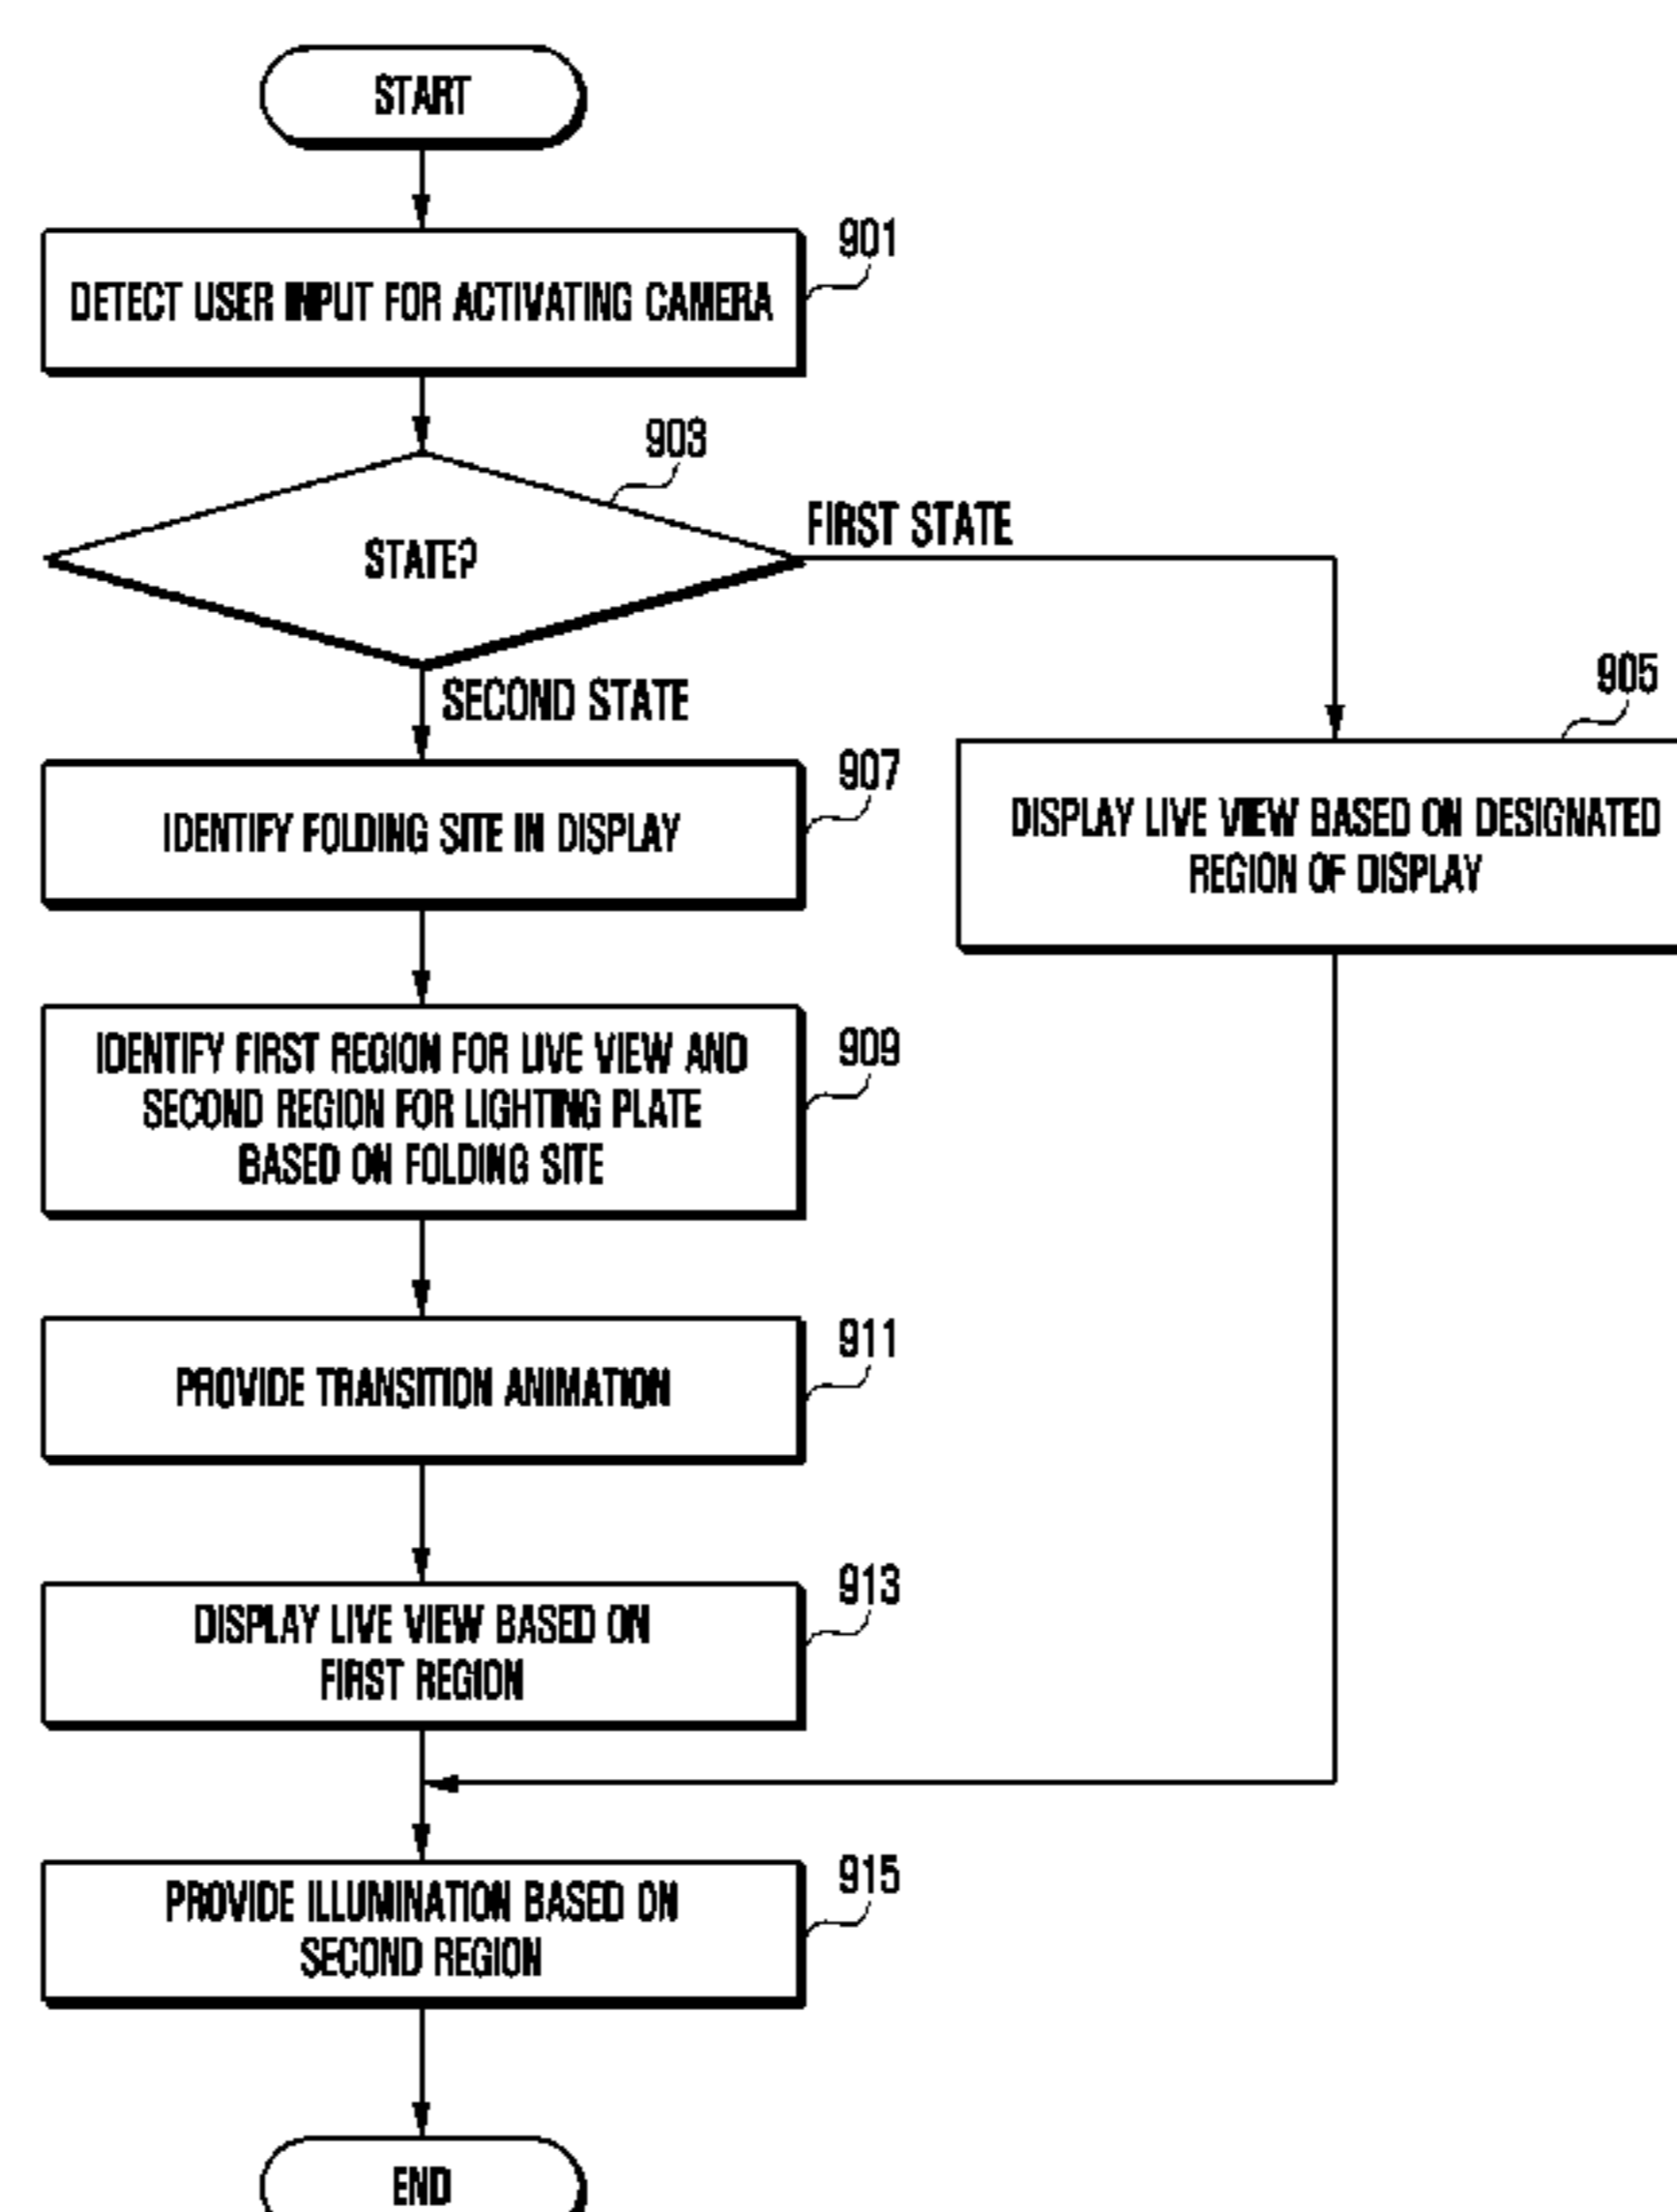 START
901
DETECT USER INPUT FOR ACTIVATING CAMERA
903
STATE?
FIRST STATE
SECOND STATE
905
DISPLAY LIVE VIEW BASED ON DESIGNATED
REGION OF DISPLAY
907
IDENTIFY FOLDING SITE IN DISPLAY
909
IDENTIFY FIRST REGION FOR LIVE VIEW AND
SECOND REGION FOR LIGHTING PLATE
BASED ON FOLDING SITE
911
PROVIDE TRANSITION ANIMATION
913
DISPLAY LIVE VIEW BASED ON
FIRST REGION
915
PROVIDE ILLUMINATION BASED ON
SECOND REGION
END